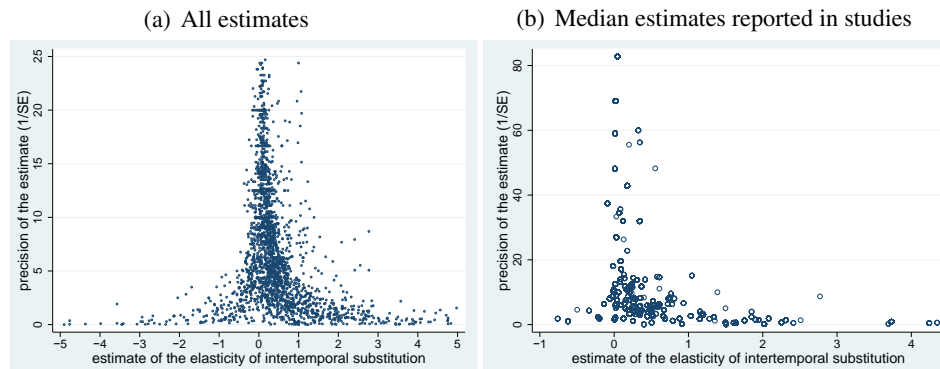 (a) All estimates
precision of the estimate (1/SE)
25
20
15
10
5
0
−5 −4 −3 −2 −1 0 1 2 3 4 5
estimate of the elasticity of intertemporal substitution
(b) Median estimates reported in studies
precision of the estimate (1/SE)
80
60
40
20
0
−1 0 1 2 3 4
estimate of the elasticity of intertemporal substitution